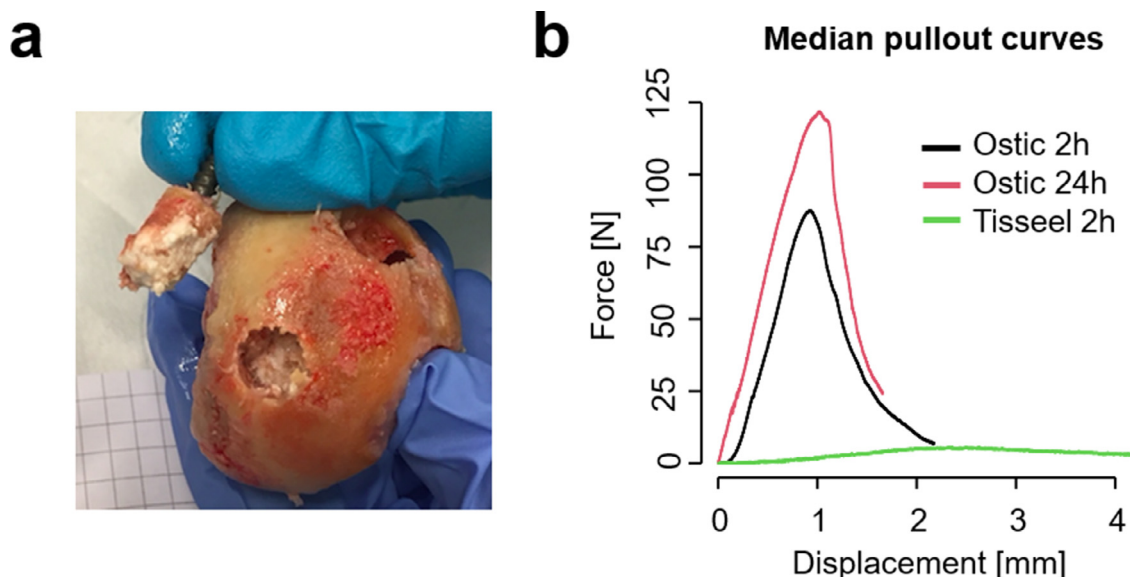 a
b
Median pullout curves
Force [N]
125
100
75
50
25
0
Ostic 2h
Ostic 24h
Tisseel 2h
0 1 2 3 4
Displacement [mm]